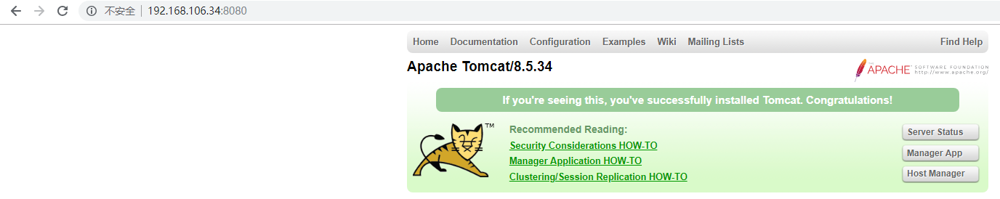 不安全 192.168.106.34:8080
Home Documentation Configuration Examples Wiki Mailing Lists Find Help
Apache Tomcat/8.5.34
THE APACHE™ SOFTWARE FOUNDATION
http://www.apache.org/
If you're seeing this, you've successfully installed Tomcat. Congratulations!
TM
Recommended Reading:
Security Considerations HOW-TO
Manager Application HOW-TO
Clustering/Session Replication HOW-TO
Server Status
Manager App
Host Manager